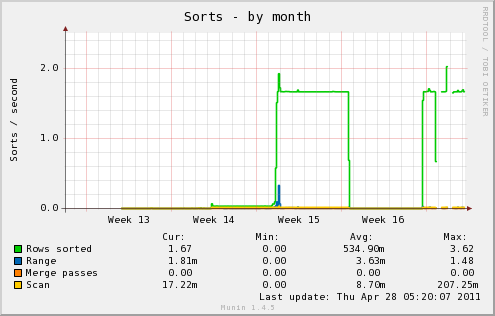 Sorts - by month
RRDTOOL / TOBI OETIKER
Sorts / second
2.0
1.0
0.0
Week 13 Week 14 Week 15 Week 16
Cur: Min: Avg: Max:
Rows sorted 1.67 0.00 534.90m 3.62
Range 1.81m 0.00 3.63m 1.48
Merge passes 0.00 0.00 0.00 0.00
Scan 17.22m 0.00 8.70m 207.25m
Last update: Thu Apr 28 05:20:07 2011
Munin 1.4.5